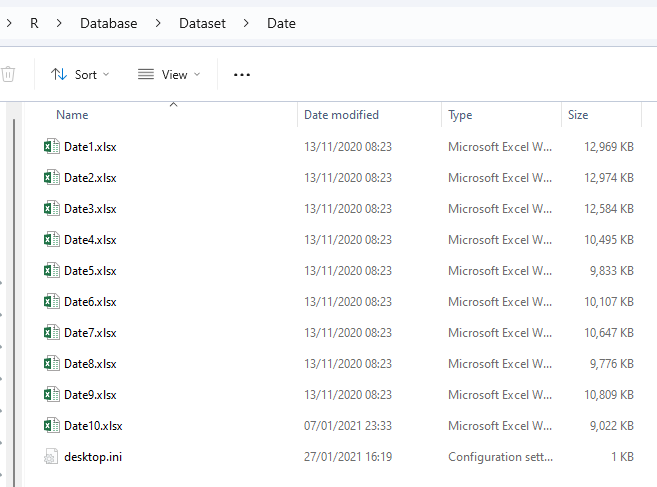 > R > Database > Dataset > Date
Sort View ...
Name Date modified Type Size
Date1.xlsx 13/11/2020 08:23 Microsoft Excel W... 12,969 KB
Date2.xlsx 13/11/2020 08:23 Microsoft Excel W... 12,974 KB
Date3.xlsx 13/11/2020 08:23 Microsoft Excel W... 12,584 KB
Date4.xlsx 13/11/2020 08:23 Microsoft Excel W... 10,495 KB
Date5.xlsx 13/11/2020 08:23 Microsoft Excel W... 9,833 KB
Date6.xlsx 13/11/2020 08:23 Microsoft Excel W... 10,107 KB
Date7.xlsx 13/11/2020 08:23 Microsoft Excel W... 10,647 KB
Date8.xlsx 13/11/2020 08:23 Microsoft Excel W... 9,776 KB
Date9.xlsx 13/11/2020 08:23 Microsoft Excel W... 10,809 KB
Date10.xlsx 07/01/2021 23:33 Microsoft Excel W... 9,022 KB
desktop.ini 27/01/2021 16:19 Configuration sett... 1 KB